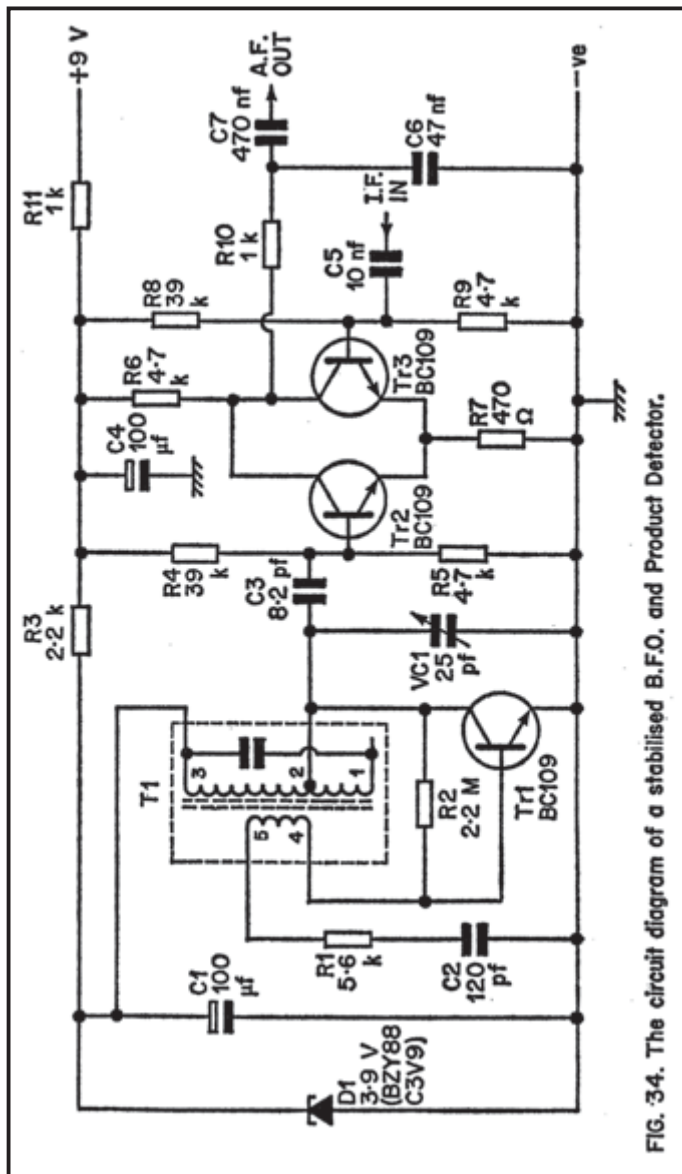 +9 V
R11
1 k
R3
2·2 k
C4
100
µf
R6
4·7
k
R8
39
k
R4
39
k
A.F.
OUT
C7
470 nf
R10
1 k
T1
3
2
1
5
4
C1
100
µf
C3
8·2 pf
Tr2
BC109
Tr3
BC109
I.F.
IN
C5
10 nf
C6
47 nf
D1
3·9 V
(BZY88
C3V9)
R1
5·6
k
C2
120
pf
R2
2·2 M
Tr1
BC109
VC1
25
pf
R5
4·7
k
R7
470
Ω
R9
4·7
k
−ve
FIG. 34. The circuit diagram of a stabilised B.F.O. and Product Detector.